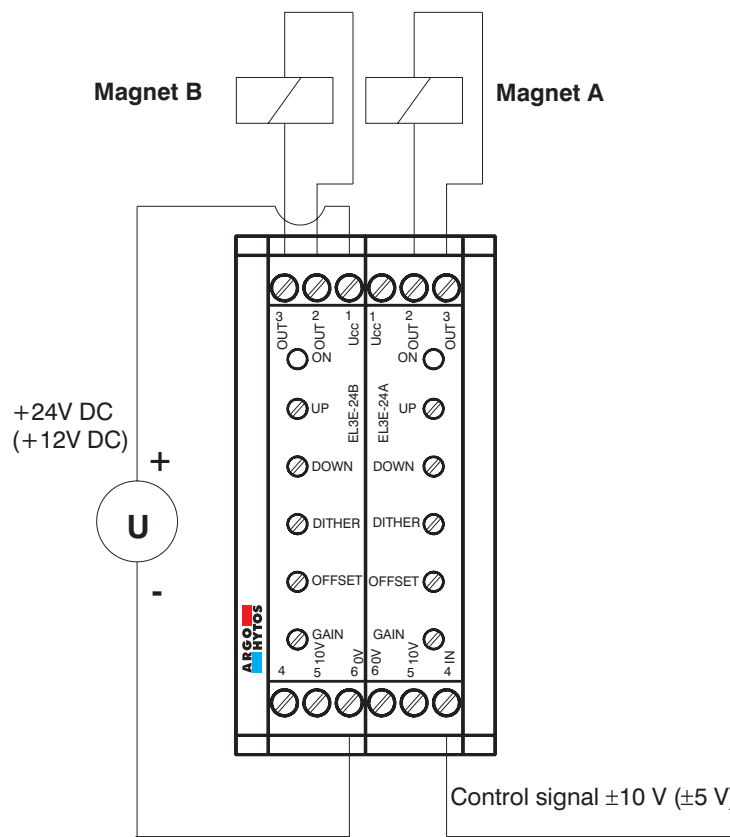 Magnet B
Magnet A
3 2 1 1 2 3
OUT OUT Ucc Ucc OUT OUT
ON ON
EL3E-24B EL3E-24A
UP UP
+24V DC
(+12V DC)
+
DOWN DOWN
U
DITHER DITHER
-
OFFSET OFFSET
GAIN GAIN
ARGO
HYTOS
10V 0V 0V 10V IN
4 5 6 6 5 4
Control signal ±10 V (±5 V)